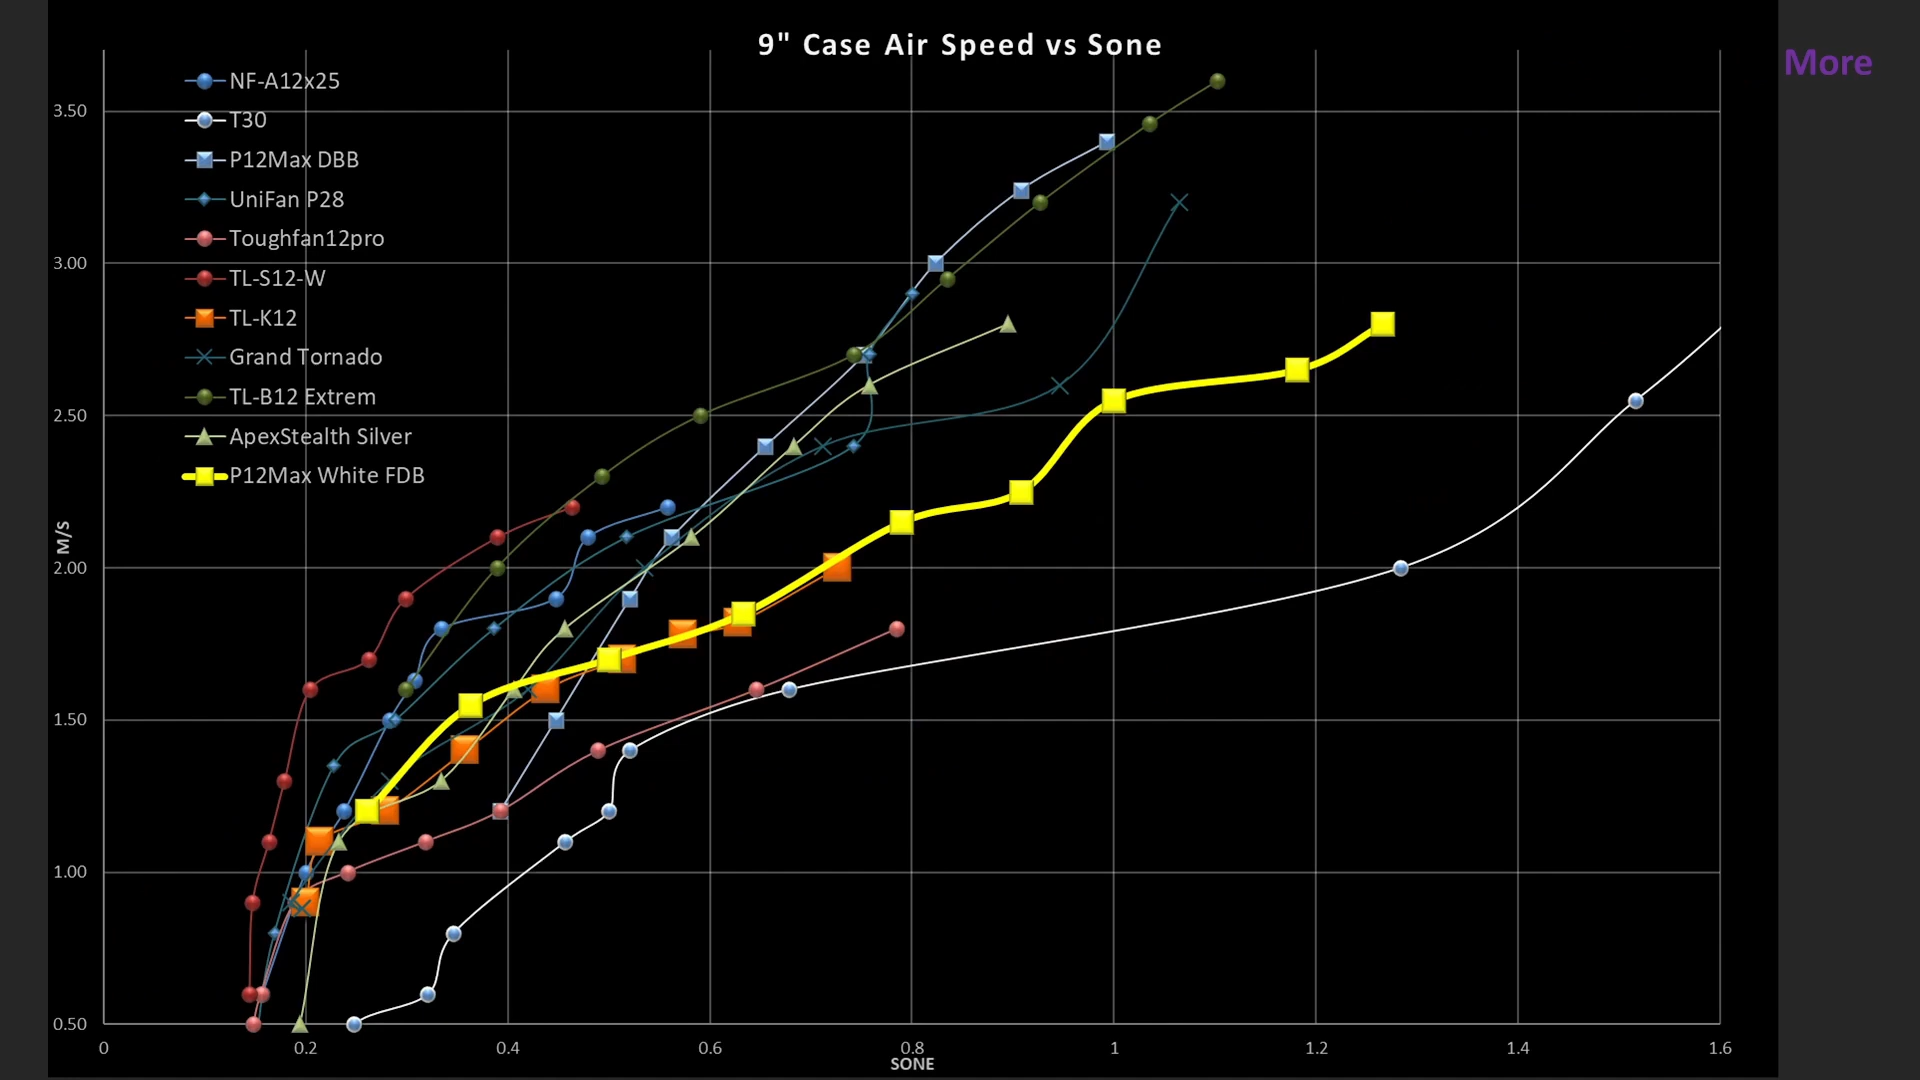 9" Case Air Speed vs Sone
More
NF-A12x25
T30
P12Max DBB
UniFan P28
Toughfan12pro
TL-S12-W
TL-K12
Grand Tornado
TL-B12 Extrem
ApexStealth Silver
P12Max White FDB
3.50
3.00
2.50
2.00
1.50
1.00
0.50
M/S
0 0.2 0.4 0.6 0.8 1 1.2 1.4 1.6
SONE